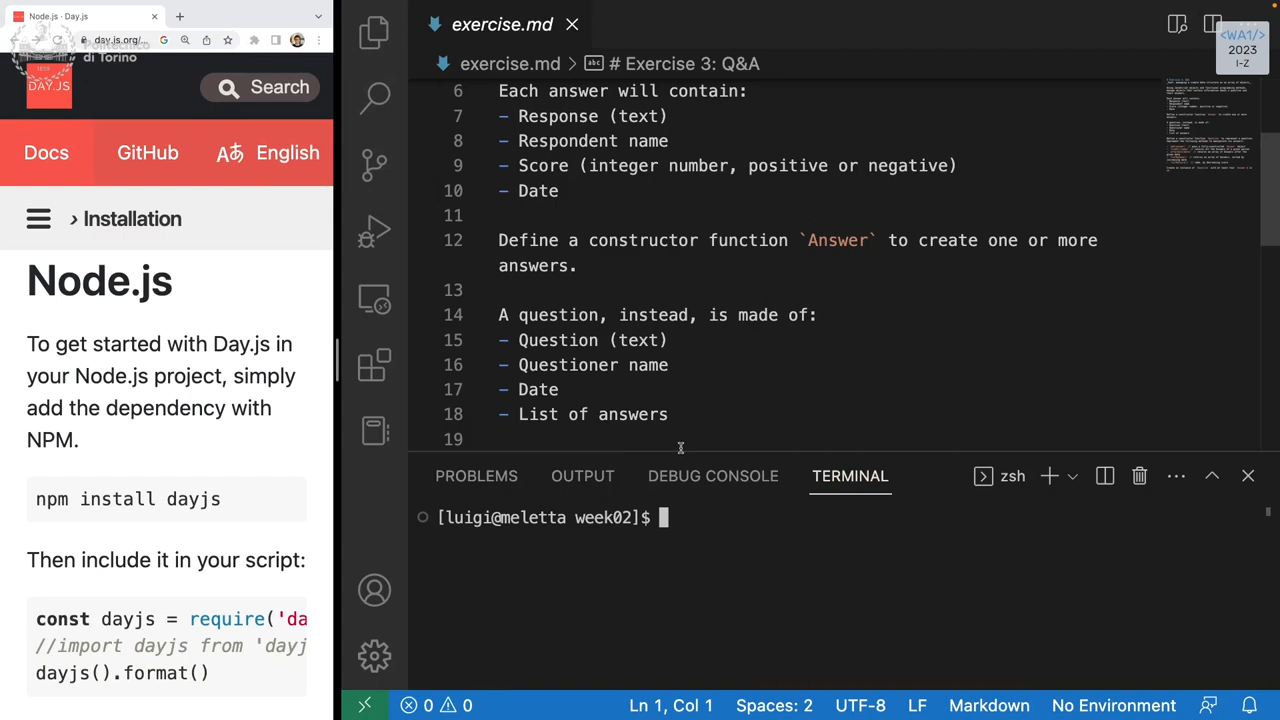 Node.js · Day.js
day.js.org/
Politecnico
di Torino
DAY.JS
Search
Docs
GitHub
English
› Installation
Node.js
To get started with Day.js in
your Node.js project, simply
add the dependency with
NPM.
npm install dayjs
Then include it in your script:
const dayjs = require('da
//import dayjs from 'dayj
dayjs().format()
exercise.md
exercise.md > # Exercise 3: Q&A
<WA1/>
2023
I-Z
6 Each answer will contain:
7 - Response (text)
8 - Respondent name
9 - Score (integer number, positive or negative)
10 - Date
11
12 Define a constructor function `Answer` to create one or more
answers.
13
14 A question, instead, is made of:
15 - Question (text)
16 - Questioner name
17 - Date
18 - List of answers
19
PROBLEMS OUTPUT DEBUG CONSOLE TERMINAL
zsh
[luigi@meletta week02]$
0 0
Ln 1, Col 1 Spaces: 2 UTF-8 LF Markdown No Environment